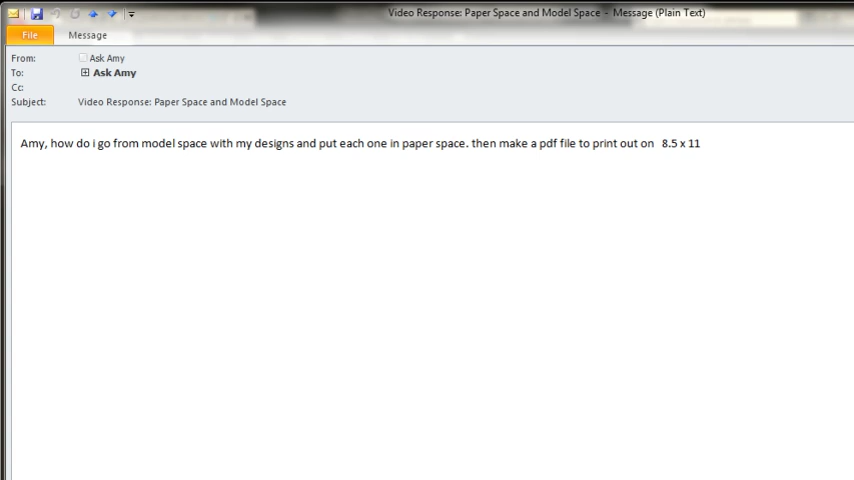 Video Response: Paper Space and Model Space - Message (Plain Text)
File Message
From: Ask Amy
To: Ask Amy
Cc:
Subject: Video Response: Paper Space and Model Space
Amy, how do i go from model space with my designs and put each one in paper space. then make a pdf file to print out on 8.5 x 11